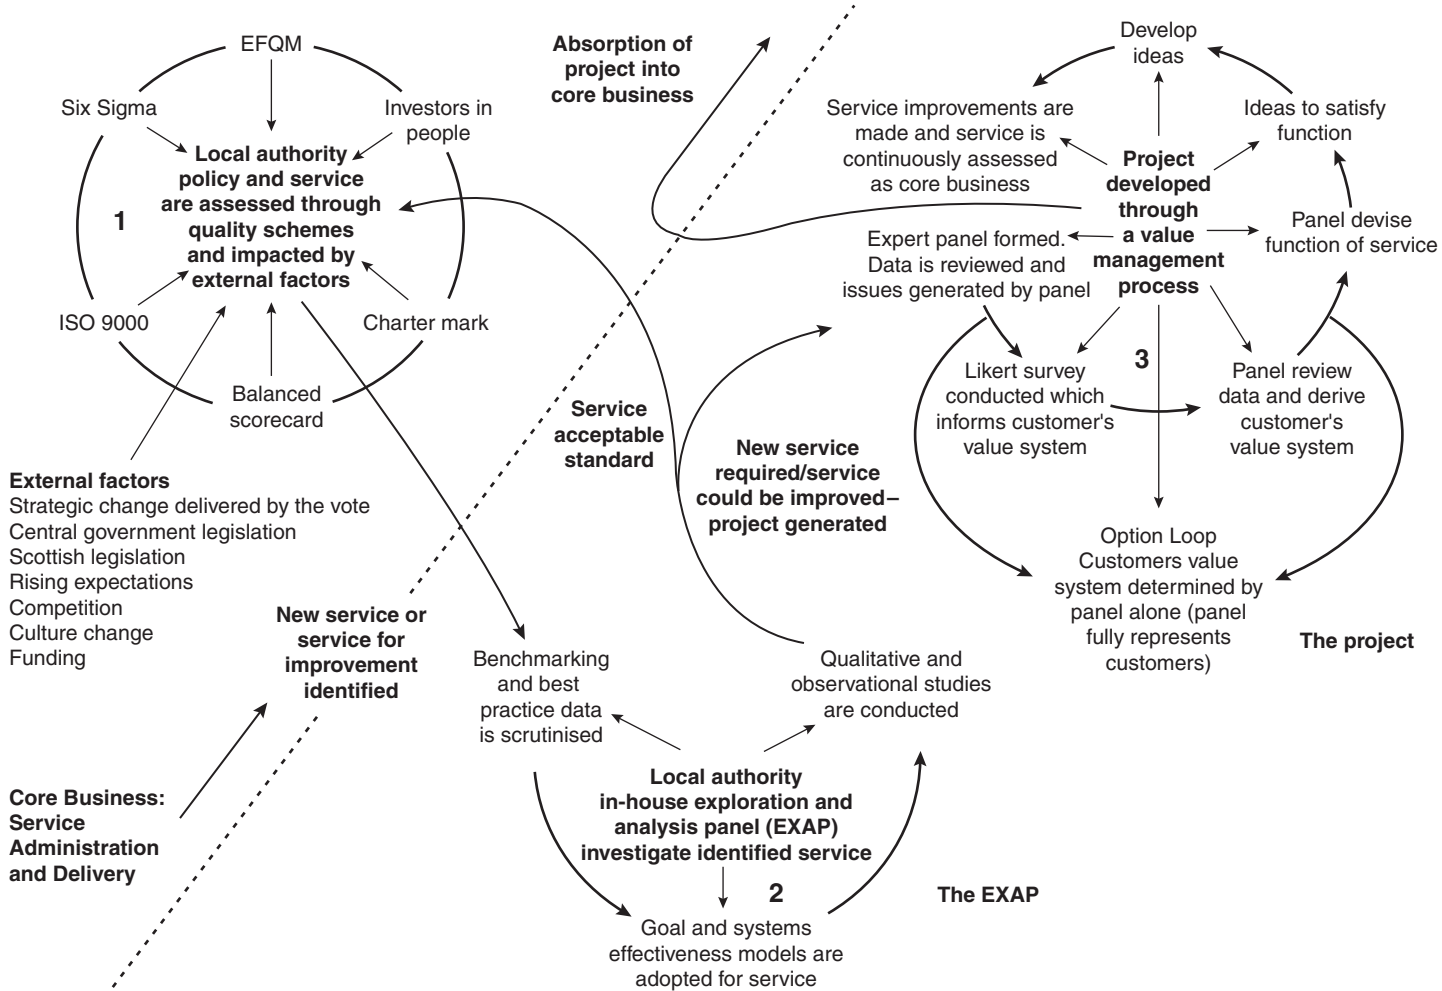 EFQM
Six Sigma
Investors in
people
Local authority
policy and service
are assessed through
quality schemes
and impacted by
external factors
1
ISO 9000
Charter mark
Balanced
scorecard
External factors
Strategic change delivered by the vote
Central government legislation
Scottish legislation
Rising expectations
Competition
Culture change
Funding
New service or
service for
improvement
identified
Core Business:
Service
Administration
and Delivery
Absorption of
project into
core business
Service
acceptable
standard
New service
required/service
could be improved–
project generated
Benchmarking
and best
practice data
is scrutinised
Qualitative and
observational studies
are conducted
Local authority
in-house exploration and
analysis panel (EXAP)
investigate identified service
2
The EXAP
Goal and systems
effectiveness models are
adopted for service
Develop
ideas
Service improvements are
made and service is
continuously assessed
as core business
Ideas to satisfy
function
Project
developed
through
a value
management
process
Panel devise
function of service
Expert panel formed.
Data is reviewed and
issues generated by panel
3
Likert survey
conducted which
informs customer's
value system
Panel review
data and derive
customer's
value system
Option Loop
Customers value
system determined by
panel alone (panel
fully represents
customers)
The project